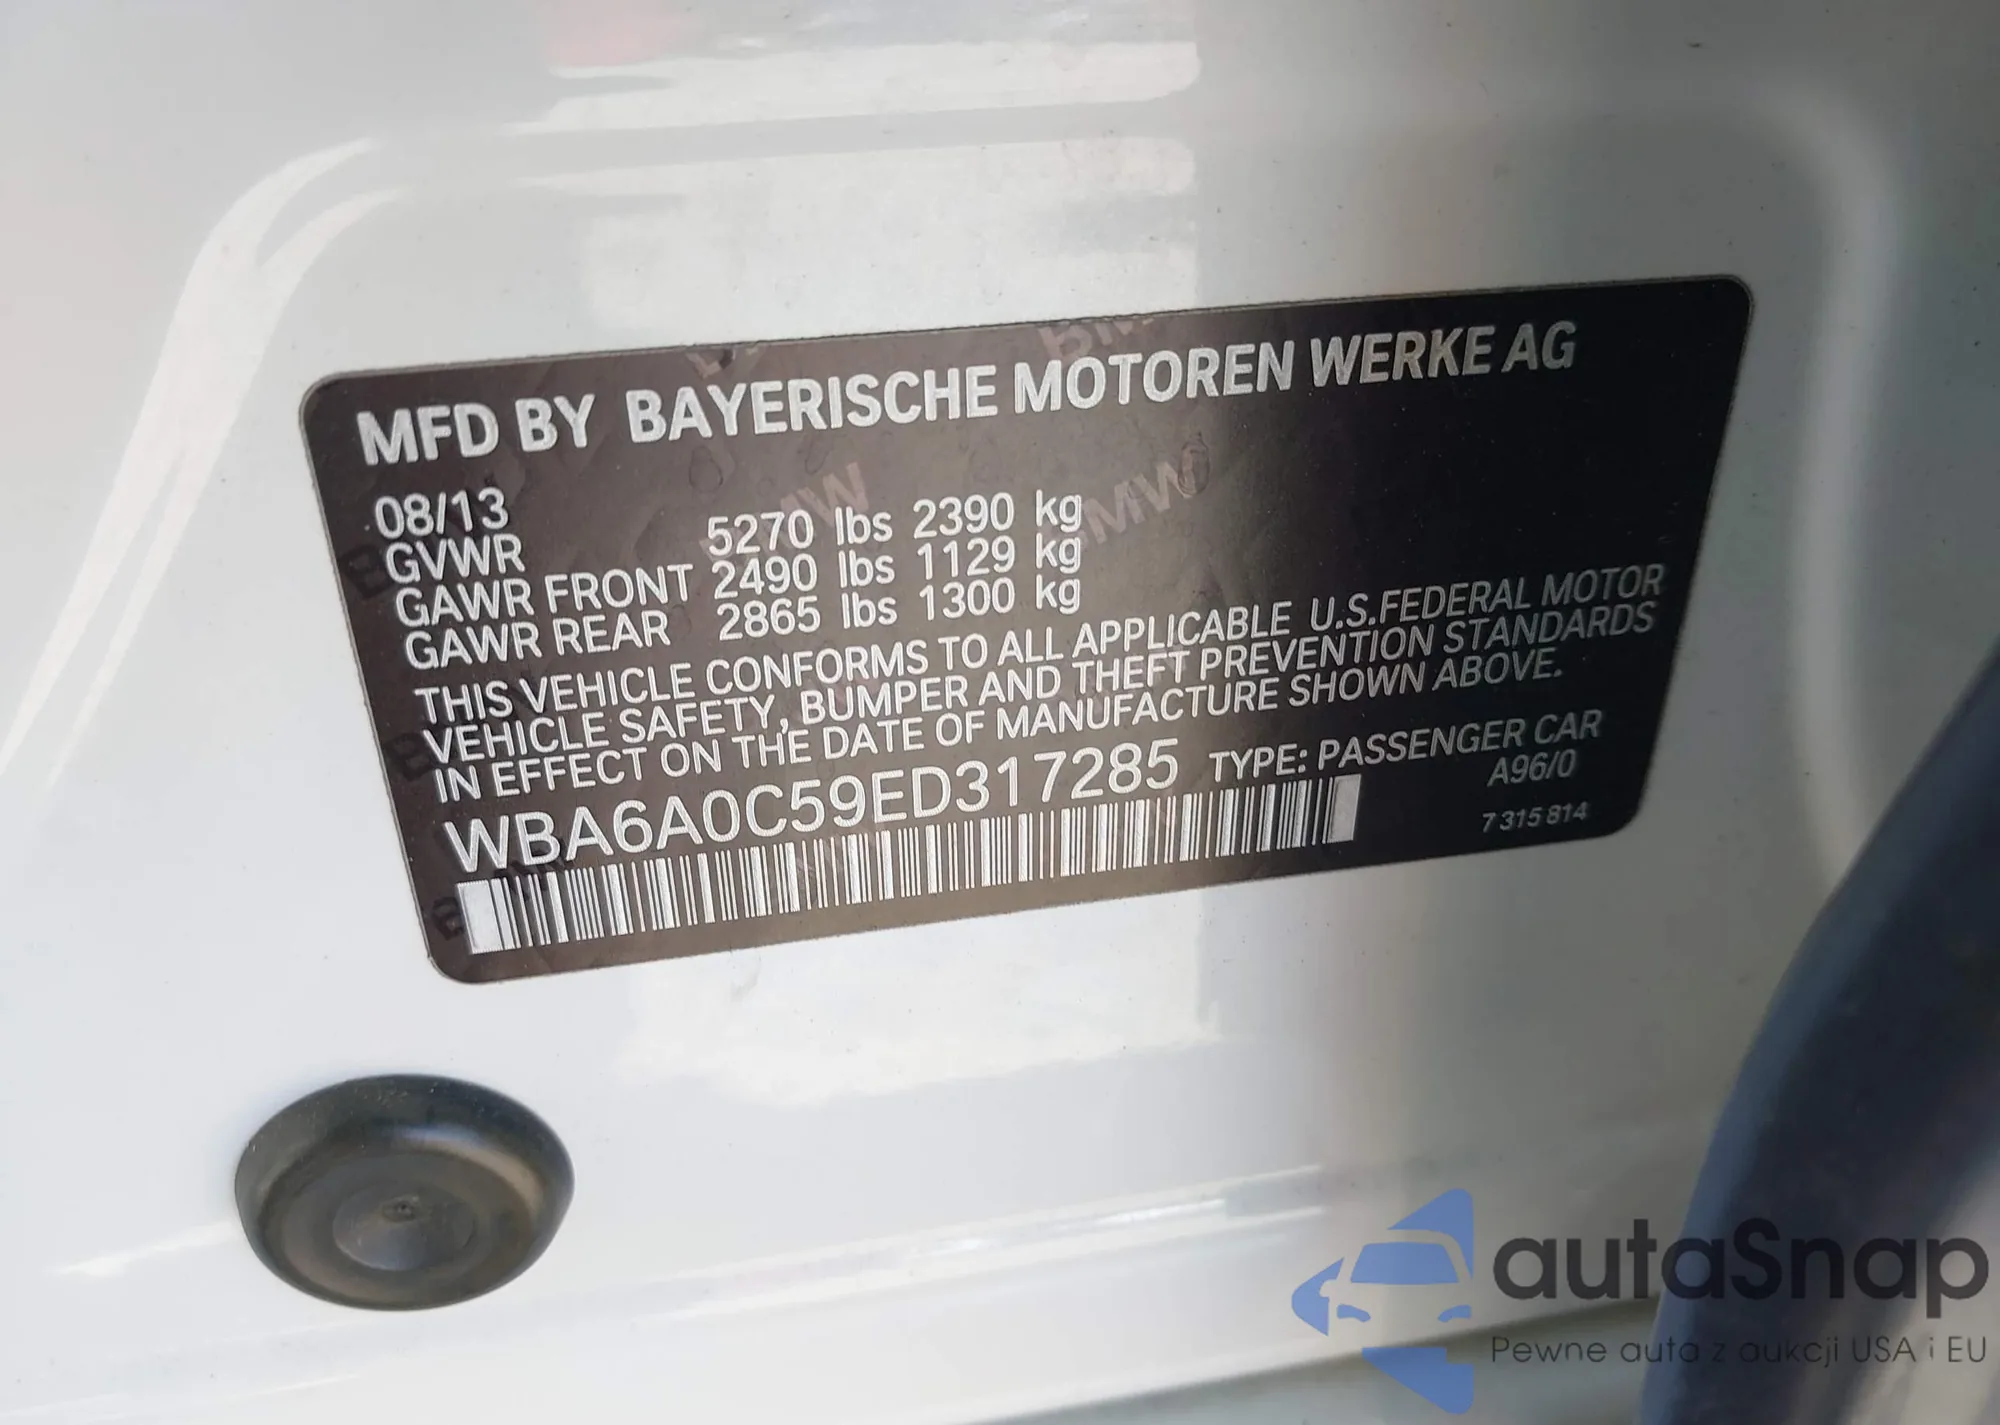 MFD BY BAYERISCHE MOTOREN WERKE AG
08/13
GVWR 5270 lbs 2390 kg
GAWR FRONT 2490 lbs 1129 kg
GAWR REAR 2865 lbs 1300 kg
THIS VEHICLE CONFORMS TO ALL APPLICABLE U.S.FEDERAL MOTOR
VEHICLE SAFETY, BUMPER AND THEFT PREVENTION STANDARDS
IN EFFECT ON THE DATE OF MANUFACTURE SHOWN ABOVE.
WBA6A0C59ED317285 TYPE: PASSENGER CAR
A96/0
7 315 814
autaSnap
Pewne auta z aukcji USA i EU